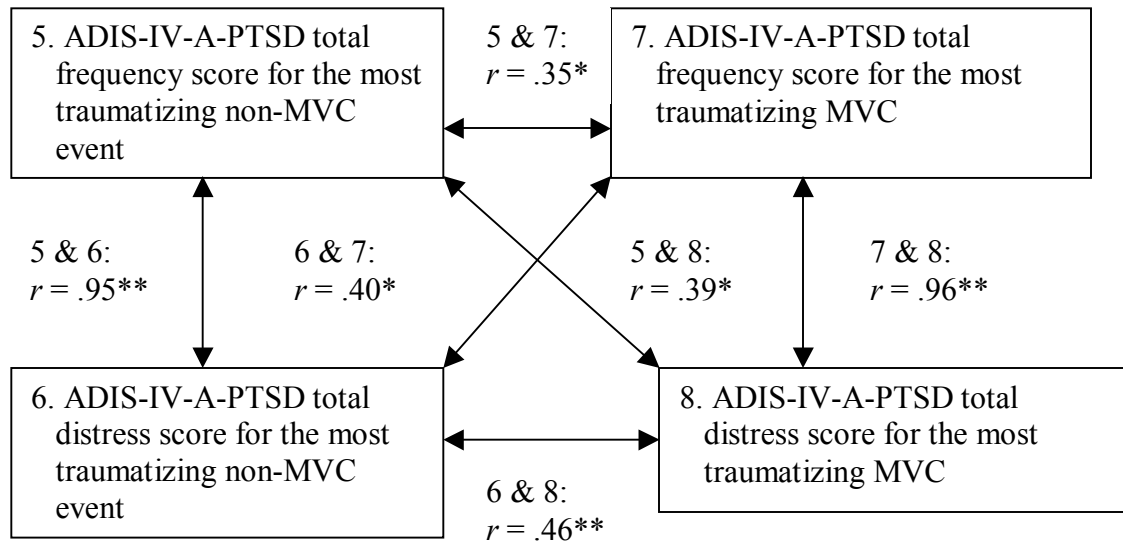 5. ADIS-IV-A-PTSD total
frequency score for the most
traumatizing non-MVC
event
5 & 7:
r = .35*
7. ADIS-IV-A-PTSD total
frequency score for the most
traumatizing MVC
5 & 6:
r = .95**
6 & 7:
r = .40*
5 & 8:
r = .39*
7 & 8:
r = .96**
6. ADIS-IV-A-PTSD total
distress score for the most
traumatizing non-MVC
event
6 & 8:
r = .46**
8. ADIS-IV-A-PTSD total
distress score for the most
traumatizing MVC